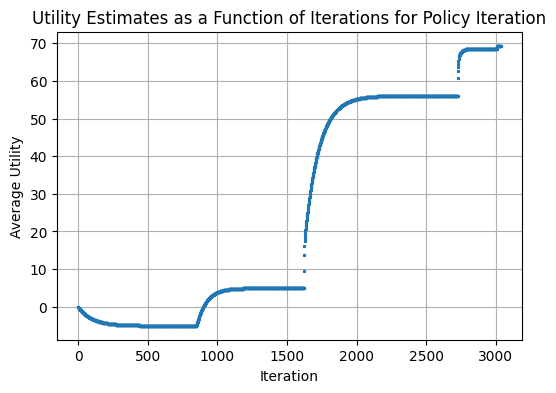 Utility Estimates as a Function of Iterations for Policy Iteration
70
60
50
40
30
20
10
0
Average Utility
0 500 1000 1500 2000 2500 3000
Iteration